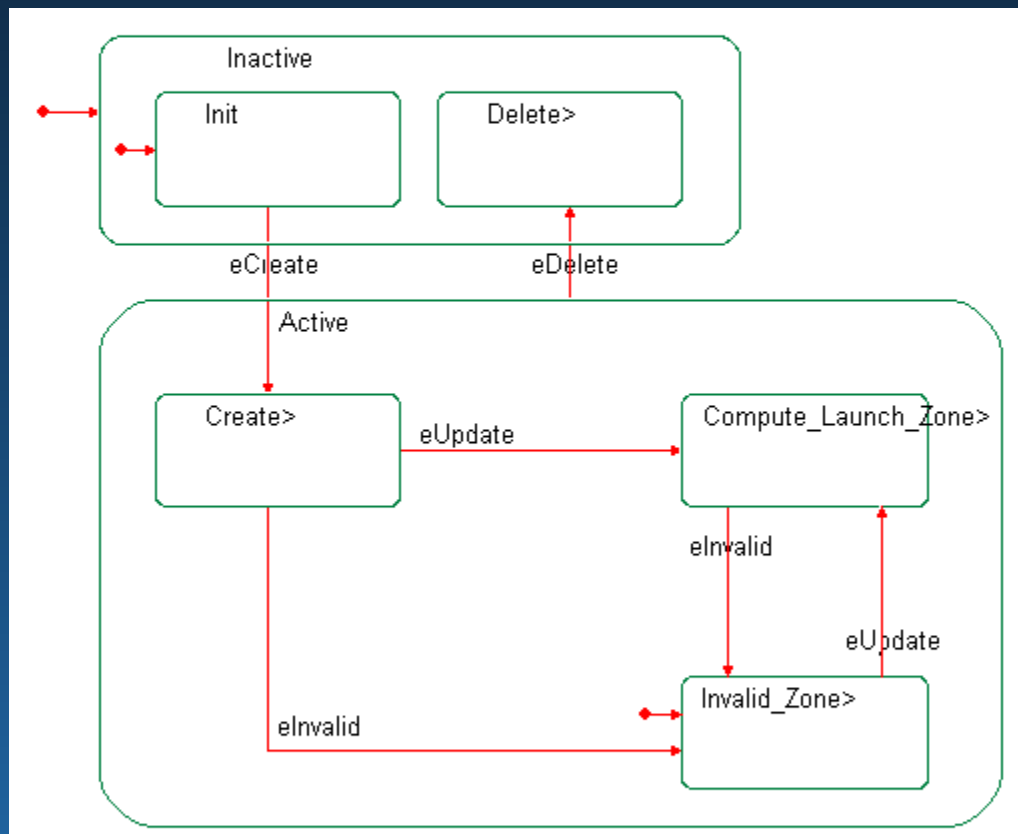 Inactive
Init
Delete>
eCreate
eDelete
Active
Create>
Compute_Launch_Zone>
eUpdate
eInvalid
eUpdate
Invalid_Zone>
eInvalid